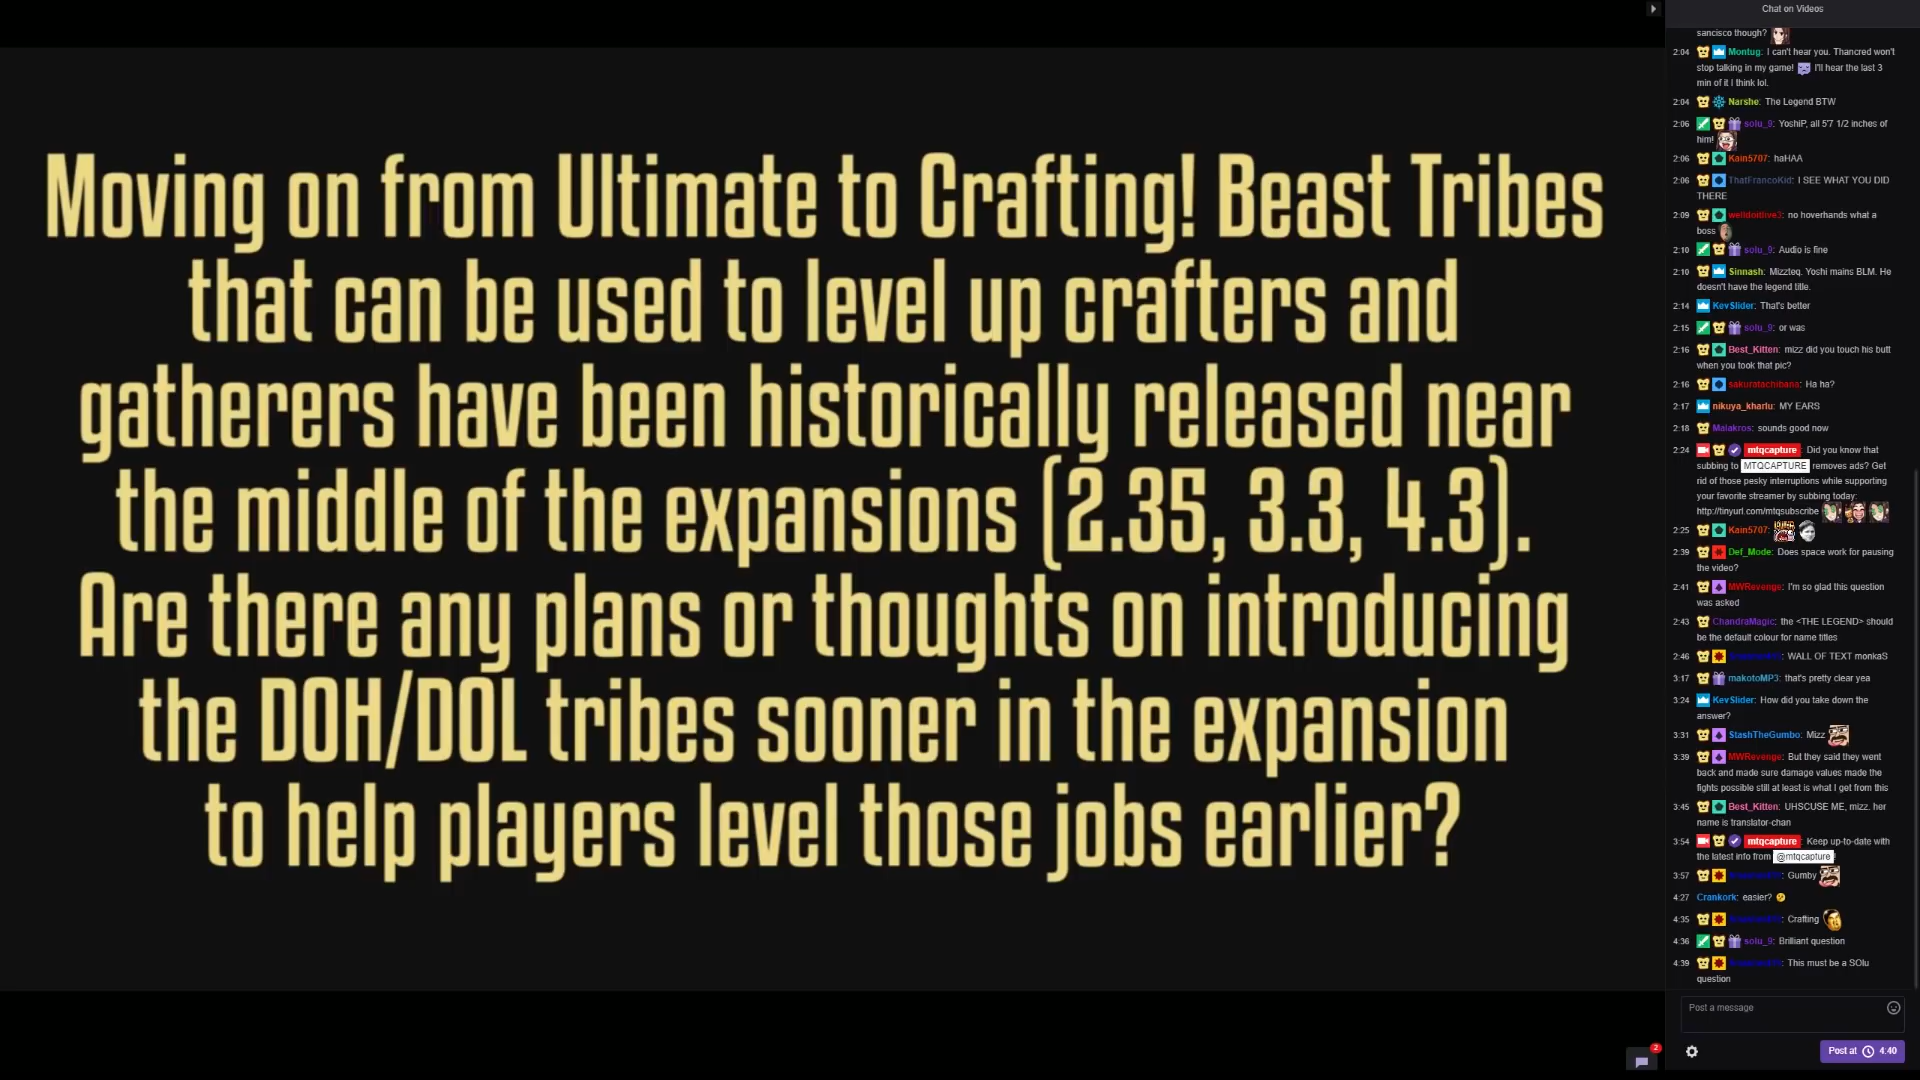 Chat on Videos
Moving on from Ultimate to Crafting! Beast Tribes
that can be used to level up crafters and
gatherers have been historically released near
the middle of the expansions (2.35, 3.3, 4.3).
Are there any plans or thoughts on introducing
the DOH/DOL tribes sooner in the expansion
to help players level those jobs earlier?
sancisco though?
2:04 Montug: I can't hear you. Thancred won't
stop talking in my game! I'll hear the last 3
min of it I think lol.
2:04 Narshe: The Legend BTW
2:06 solu_9: YoshiP, all 5'7 1/2 inches of
him!
2:06 Kain5707: haHAA
2:06 ThatFrancoKid: I SEE WHAT YOU DID
THERE
2:09 welldoitlive3: no hoverhands what a
boss
2:10 solu_9: Audio is fine
2:10 Sinnash: Mizzteq. Yoshi mains BLM. He
doesn't have the legend title.
2:14 KevSlider: That's better
2:15 solu_9: or was
2:16 Best_Kitten: mizz did you touch his butt
when you took that pic?
2:16 sakuratachibana: Ha ha?
2:17 nikuya_kharlu: MY EARS
2:18 Malakros: sounds good now
2:24 mtqcapture: Did you know that
subbing to MTQCAPTURE removes ads? Get
rid of those pesky interruptions while supporting
your favorite streamer by subbing today:
http://tinyurl.com/mtqsubscribe
2:25 Kain5707:
2:39 Def_Mode: Does space work for pausing
the video?
2:41 MWRevenge: I'm so glad this question
was asked
2:43 ChandraMagic: the <THE LEGEND> should
be the default colour for name titles
2:46 : WALL OF TEXT monkaS
3:17 makotoMP3: that's pretty clear yea
3:24 KevSlider: How did you take down the
answer?
3:31 StashTheGumbo: Mizz
3:39 MWRevenge: But they said they went
back and made sure damage values made the
fights possible still at least is what I get from this
3:45 Best_Kitten: UHSCUSE ME, mizz. her
name is translator-chan
3:54 mtqcapture: Keep up-to-date with
the latest info from @mtqcapture!
3:57 : Gumby
4:27 Crankork: easier?
4:35 : Crafting
4:36 solu_9: Brilliant question
4:39 : This must be a SOlu
question
Post a message
2
Post at 4:40